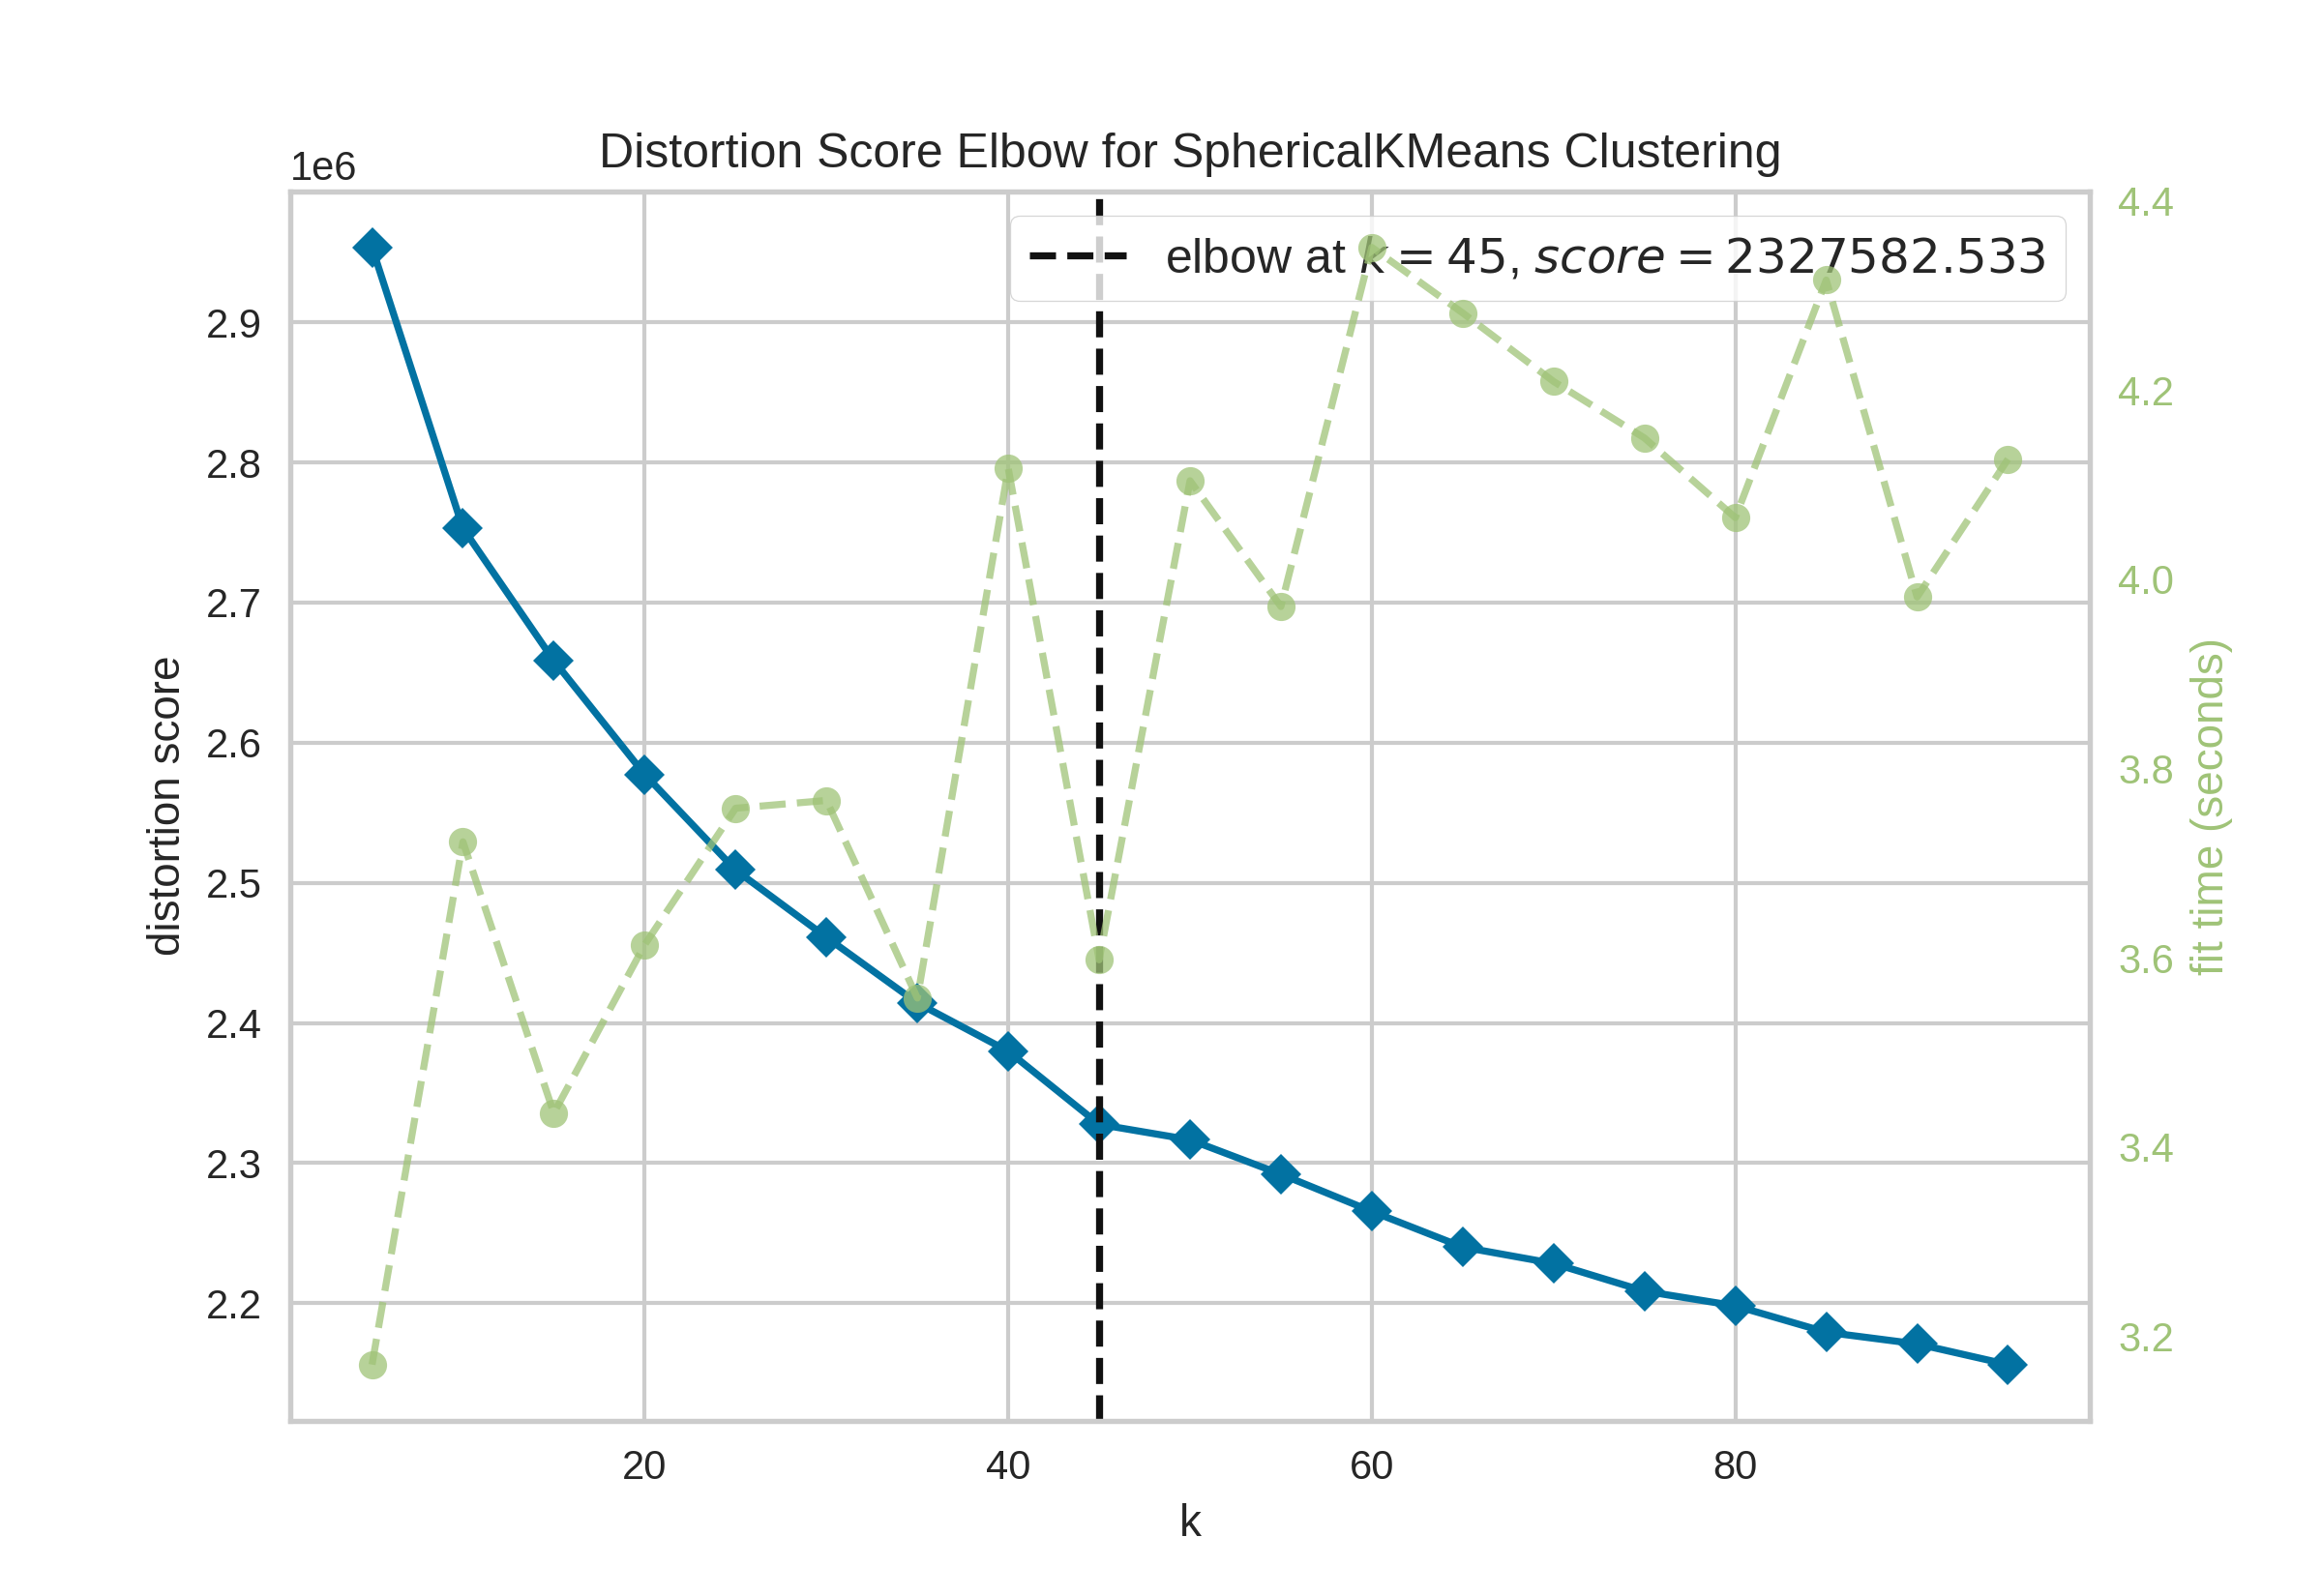 Distortion Score Elbow for SphericalKMeans Clustering
1e6
elbow at k = 45, score = 2327582.533
2.9
2.8
2.7
2.6
2.5
2.4
2.3
2.2
distortion score
4.4
4.2
4.0
3.8
3.6
3.4
3.2
fit time (seconds)
20 40 60 80
k